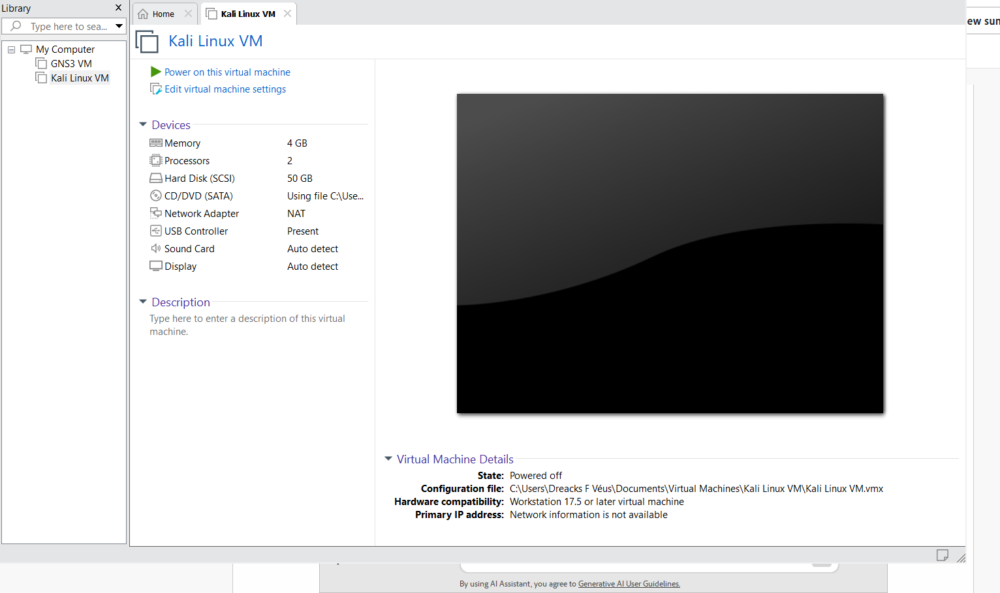 Library
Type here to sea...
My Computer
GNS3 VM
Kali Linux VM
Home
Kali Linux VM
Kali Linux VM
Power on this virtual machine
Edit virtual machine settings
Devices
Memory 4 GB
Processors 2
Hard Disk (SCSI) 50 GB
CD/DVD (SATA) Using file C:\Use...
Network Adapter NAT
USB Controller Present
Sound Card Auto detect
Display Auto detect
Description
Type here to enter a description of this virtual
machine.
Virtual Machine Details
State: Powered off
Configuration file: C:\Users\Dreacks F Véus\Documents\Virtual Machines\Kali Linux VM\Kali Linux VM.vmx
Hardware compatibility: Workstation 17.5 or later virtual machine
Primary IP address: Network information is not available
By using AI Assistant, you agree to Generative AI User Guidelines.